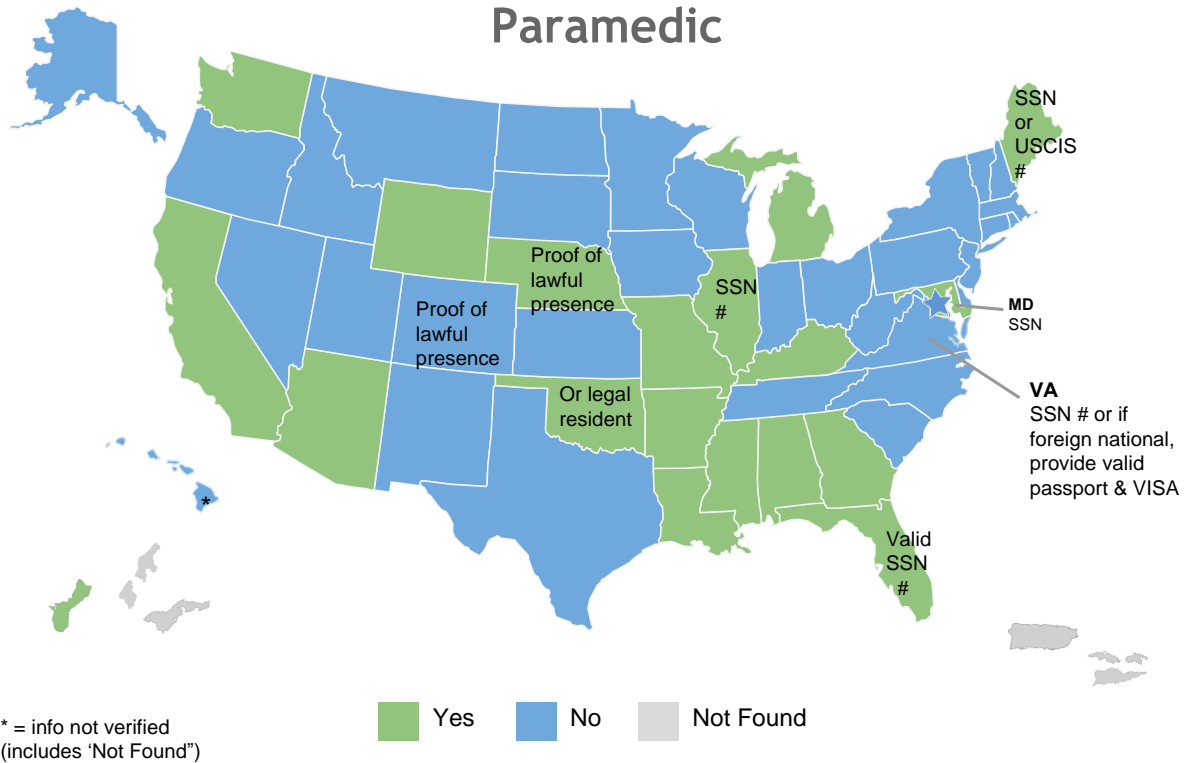 Paramedic
SSN
or
USCIS
#
Proof of
lawful
presence
Proof of
lawful
presence
SSN
#
MD
SSN
Or legal
resident
VA
SSN # or if
foreign national,
provide valid
passport & VISA
*
Valid
SSN
#
Yes
No
Not Found
* = info not verified
(includes ‘Not Found”)